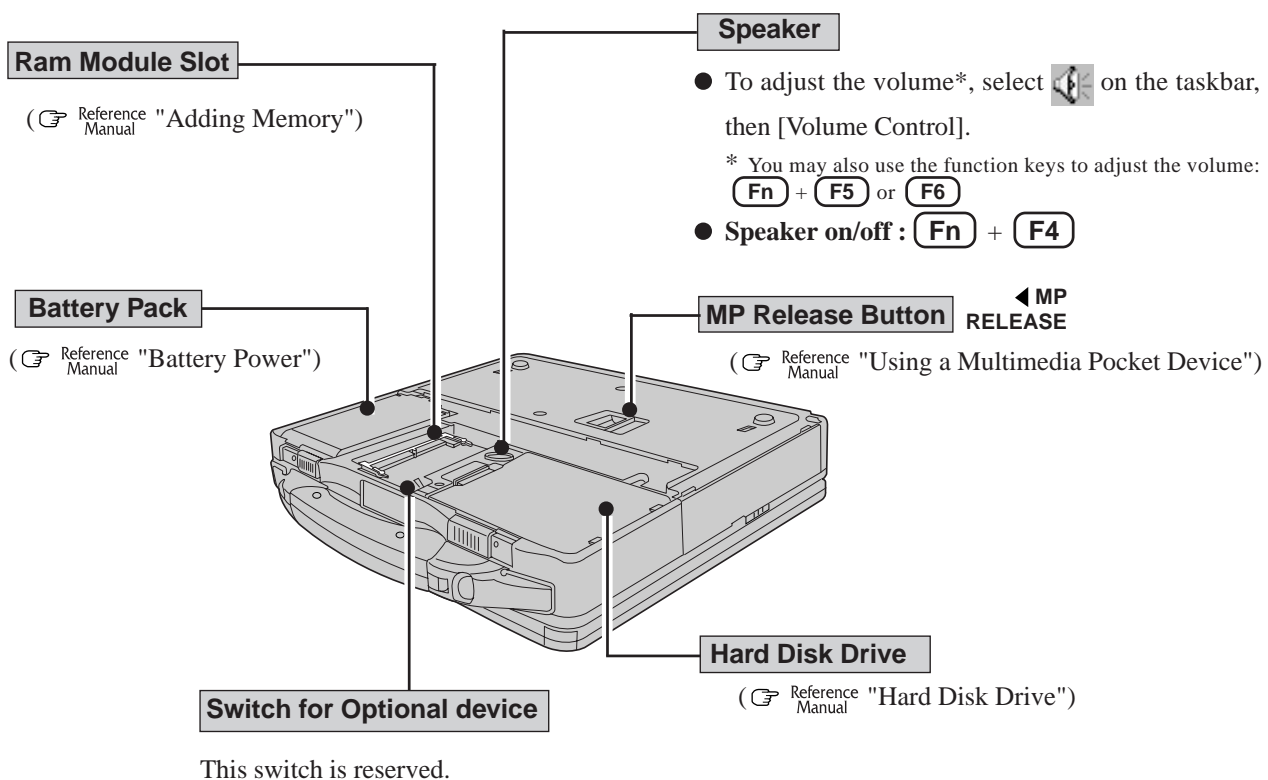 Speaker
Ram Module Slot
● To adjust the volume*, select on the taskbar,
then [Volume Control].
* You may also use the function keys to adjust the volume:
Fn + F5 or F6
● Speaker on/off : Fn + F4
(☞ Reference Manual "Adding Memory")
Battery Pack
(☞ Reference Manual "Battery Power")
MP Release Button
◀ MP
RELEASE
(☞ Reference Manual "Using a Multimedia Pocket Device")
Hard Disk Drive
(☞ Reference Manual "Hard Disk Drive")
Switch for Optional device
This switch is reserved.